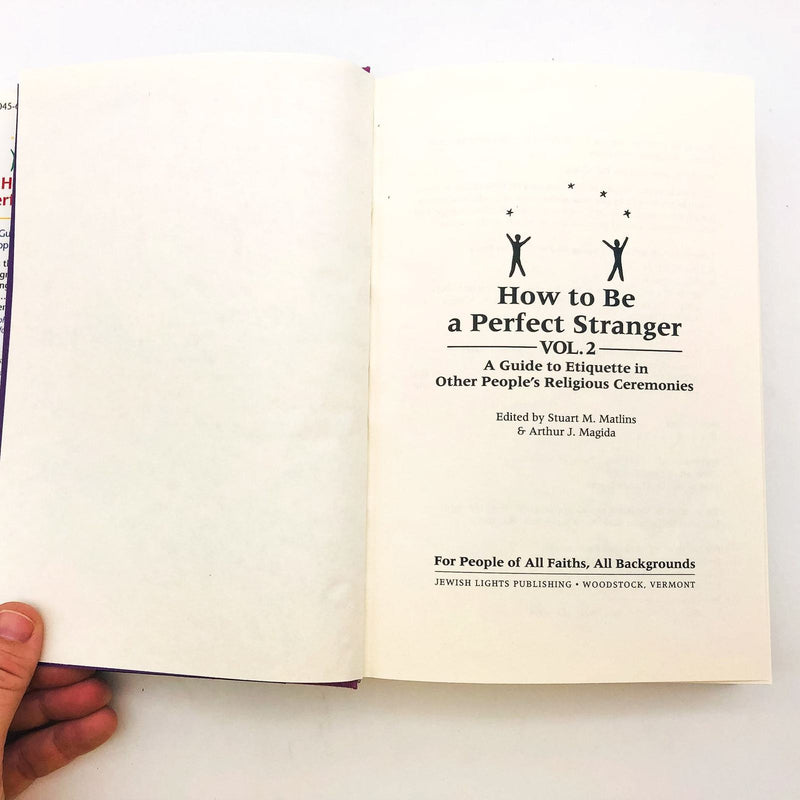 How to Be
a Perfect Stranger
VOL. 2
A Guide to Etiquette in
Other People's Religious Ceremonies
Edited by Stuart M. Matlins
& Arthur J. Magida
For People of All Faiths, All Backgrounds
JEWISH LIGHTS PUBLISHING • WOODSTOCK, VERMONT